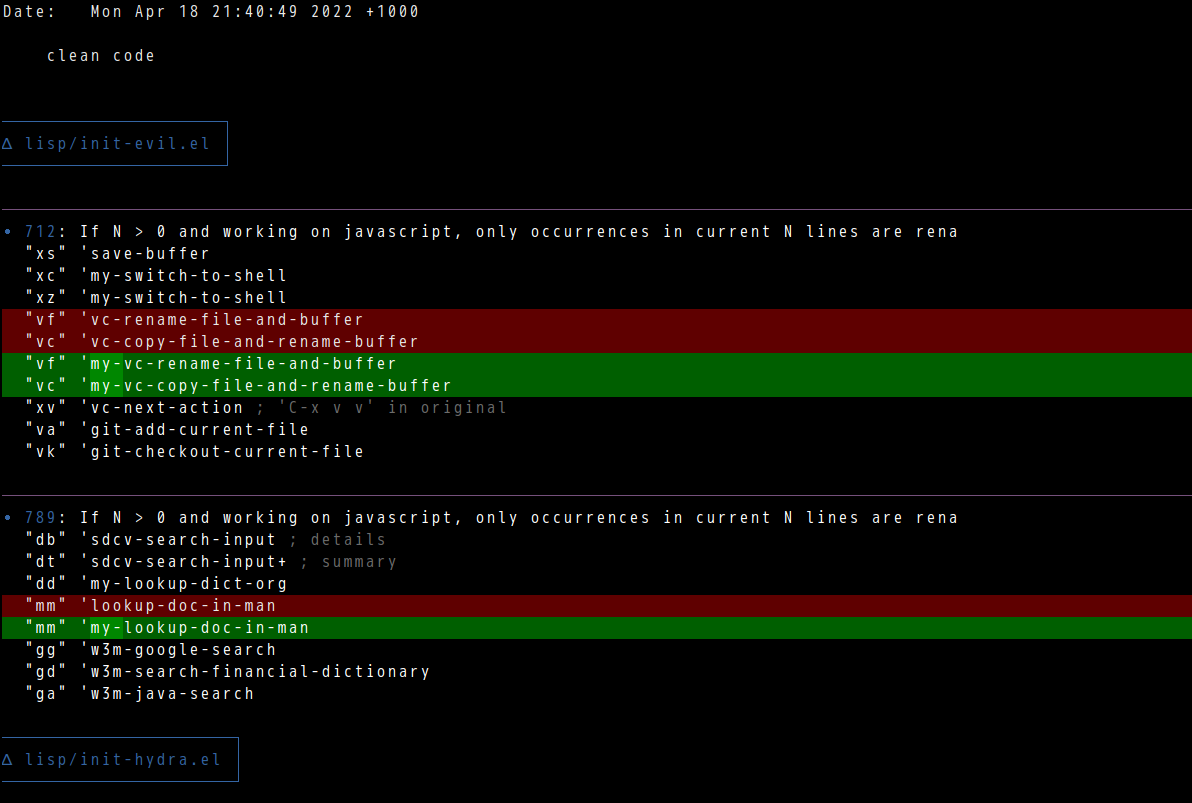 Date:   Mon Apr 18 21:40:49 2022 +1000
    clean code
Δ lisp/init-evil.el
• 712: If N > 0 and working on javascript, only occurrences in current N lines are rena
  "xs" 'save-buffer
  "xc" 'my-switch-to-shell
  "xz" 'my-switch-to-shell
  "vf" 'vc-rename-file-and-buffer
  "vc" 'vc-copy-file-and-rename-buffer
  "vf" 'my-vc-rename-file-and-buffer
  "vc" 'my-vc-copy-file-and-rename-buffer
  "xv" 'vc-next-action ; 'C-x v v' in original
  "va" 'git-add-current-file
  "vk" 'git-checkout-current-file
• 789: If N > 0 and working on javascript, only occurrences in current N lines are rena
  "db" 'sdcv-search-input ; details
  "dt" 'sdcv-search-input+ ; summary
  "dd" 'my-lookup-dict-org
  "mm" 'lookup-doc-in-man
  "mm" 'my-lookup-doc-in-man
  "gg" 'w3m-google-search
  "gd" 'w3m-search-financial-dictionary
  "ga" 'w3m-java-search
Δ lisp/init-hydra.el